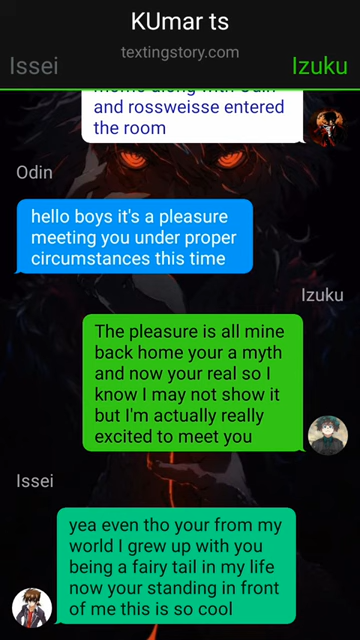 KUmar ts
textingstory.com
Issei
Izuku
along with Odin
and rossweisse entered
the room
Odin
hello boys it's a pleasure
meeting you under proper
circumstances this time
Izuku
The pleasure is all mine
back home your a myth
and now your real so I
know I may not show it
but I'm actually really
excited to meet you
Issei
yea even tho your from my
world I grew up with you
being a fairy tail in my life
now your standing in front
of me this is so cool